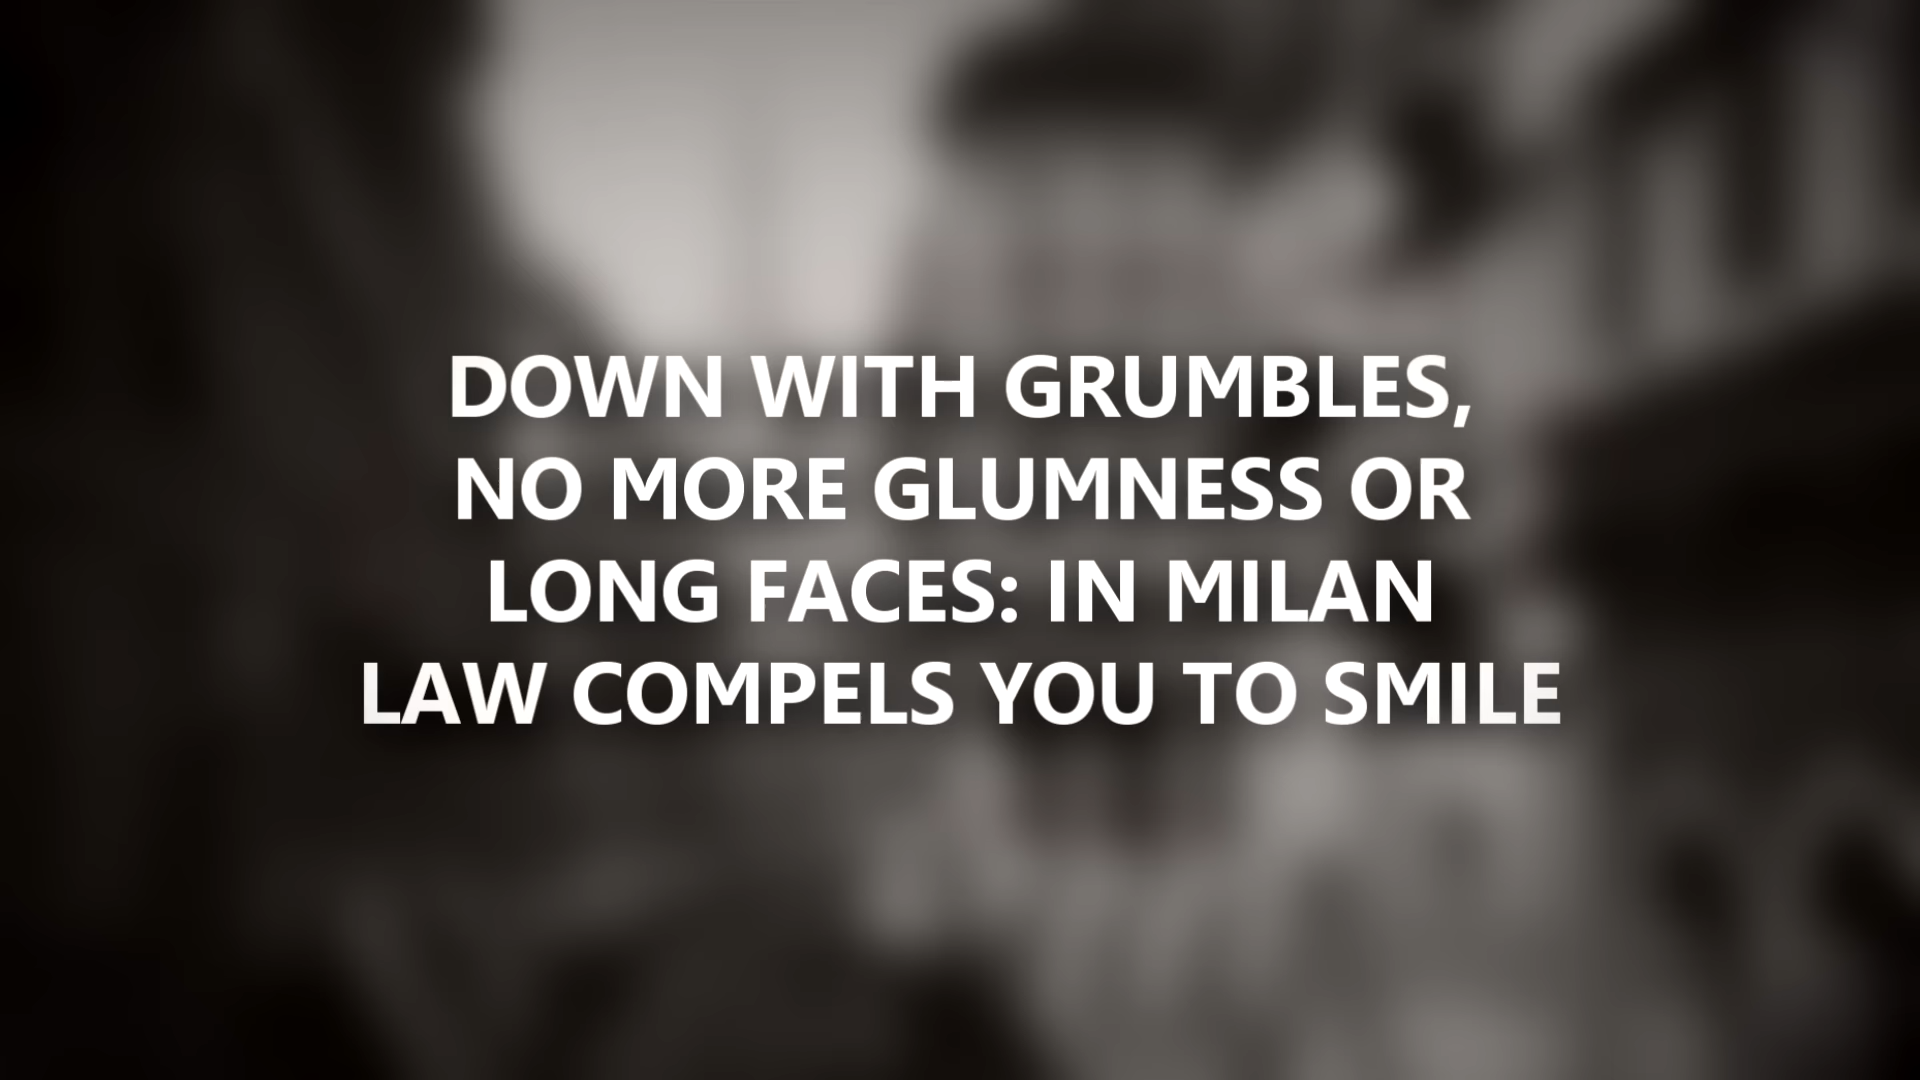 DOWN WITH GRUMBLES,
NO MORE GLUMNESS OR
LONG FACES: IN MILAN
LAW COMPELS YOU TO SMILE